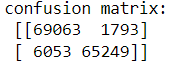 confusion matrix:
[[69063 1793]
[ 6053 65249]]